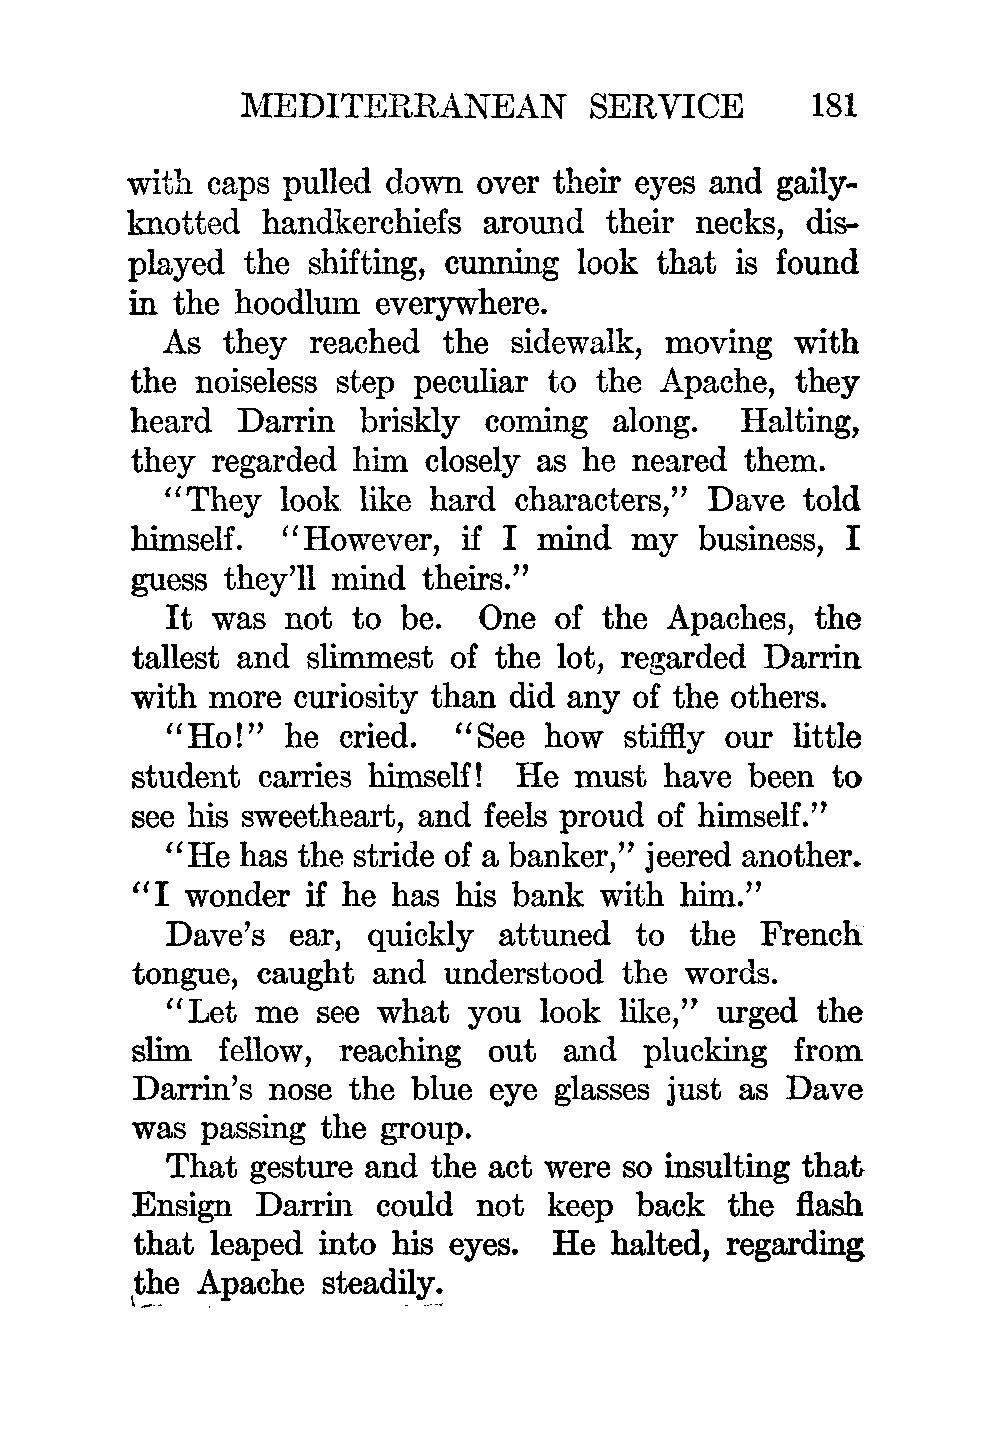 MEDITERRANEAN SERVICE 181
with caps pulled down over their eyes and gaily-
knotted handkerchiefs around their necks, dis-
played the shifting, cunning look that is found
in the hoodlum everywhere.
As they reached the sidewalk, moving with
the noiseless step peculiar to the Apache, they
heard Darrin briskly coming along. Halting,
they regarded him closely as he neared them.
"They look like hard characters," Dave told
himself. "However, if I mind my business, I
guess they'll mind theirs."
It was not to be. One of the Apaches, the
tallest and slimmest of the lot, regarded Darrin
with more curiosity than did any of the others.
"Ho!" he cried. "See how stiffly our little
student carries himself! He must have been to
see his sweetheart, and feels proud of himself."
"He has the stride of a banker," jeered another.
"I wonder if he has his bank with him."
Dave's ear, quickly attuned to the French
tongue, caught and understood the words.
"Let me see what you look like," urged the
slim fellow, reaching out and plucking from
Darrin's nose the blue eye glasses just as Dave
was passing the group.
That gesture and the act were so insulting that
Ensign Darrin could not keep back the flash
that leaped into his eyes. He halted, regarding
the Apache steadily.